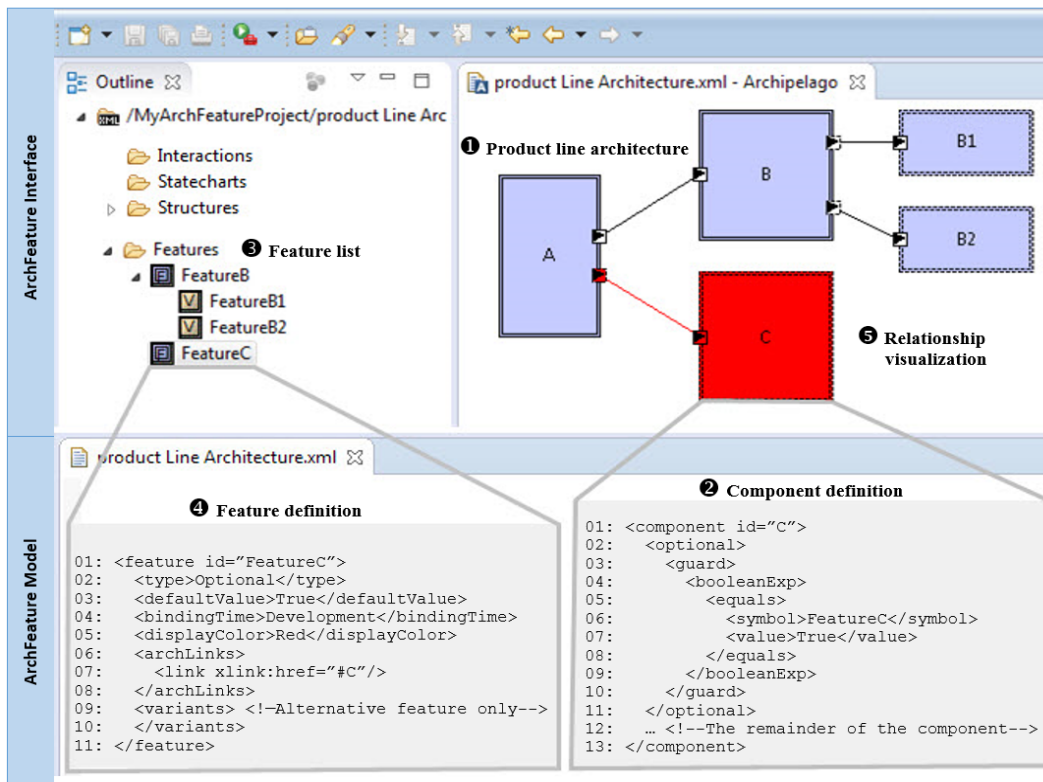 ArchFeature Interface
Outline
/MyArchFeatureProject/product Line Arc
Interactions
Statecharts
Structures
Features
❸ Feature list
FeatureB
FeatureB1
FeatureB2
FeatureC
product Line Architecture.xml - Archipelago
❶ Product line architecture
A
B
B1
B2
C
❺ Relationship
visualization
ArchFeature Model
product Line Architecture.xml
❹ Feature definition
01: <feature id="FeatureC">
02:   <type>Optional</type>
03:   <defaultValue>True</defaultValue>
04:   <bindingTime>Development</bindingTime>
05:   <displayColor>Red</displayColor>
06:   <archLinks>
07:     <link xlink:href="#C"/>
08:   </archLinks>
09:   <variants> <!—Alternative feature only-->
10:   </variants>
11: </feature>
❷ Component definition
01: <component id="C">
02:   <optional>
03:     <guard>
04:       <booleanExp>
05:         <equals>
06:           <symbol>FeatureC</symbol>
07:           <value>True</value>
08:         </equals>
09:       </booleanExp>
10:     </guard>
11:   </optional>
12:   … <!--The remainder of the component-->
13: </component>